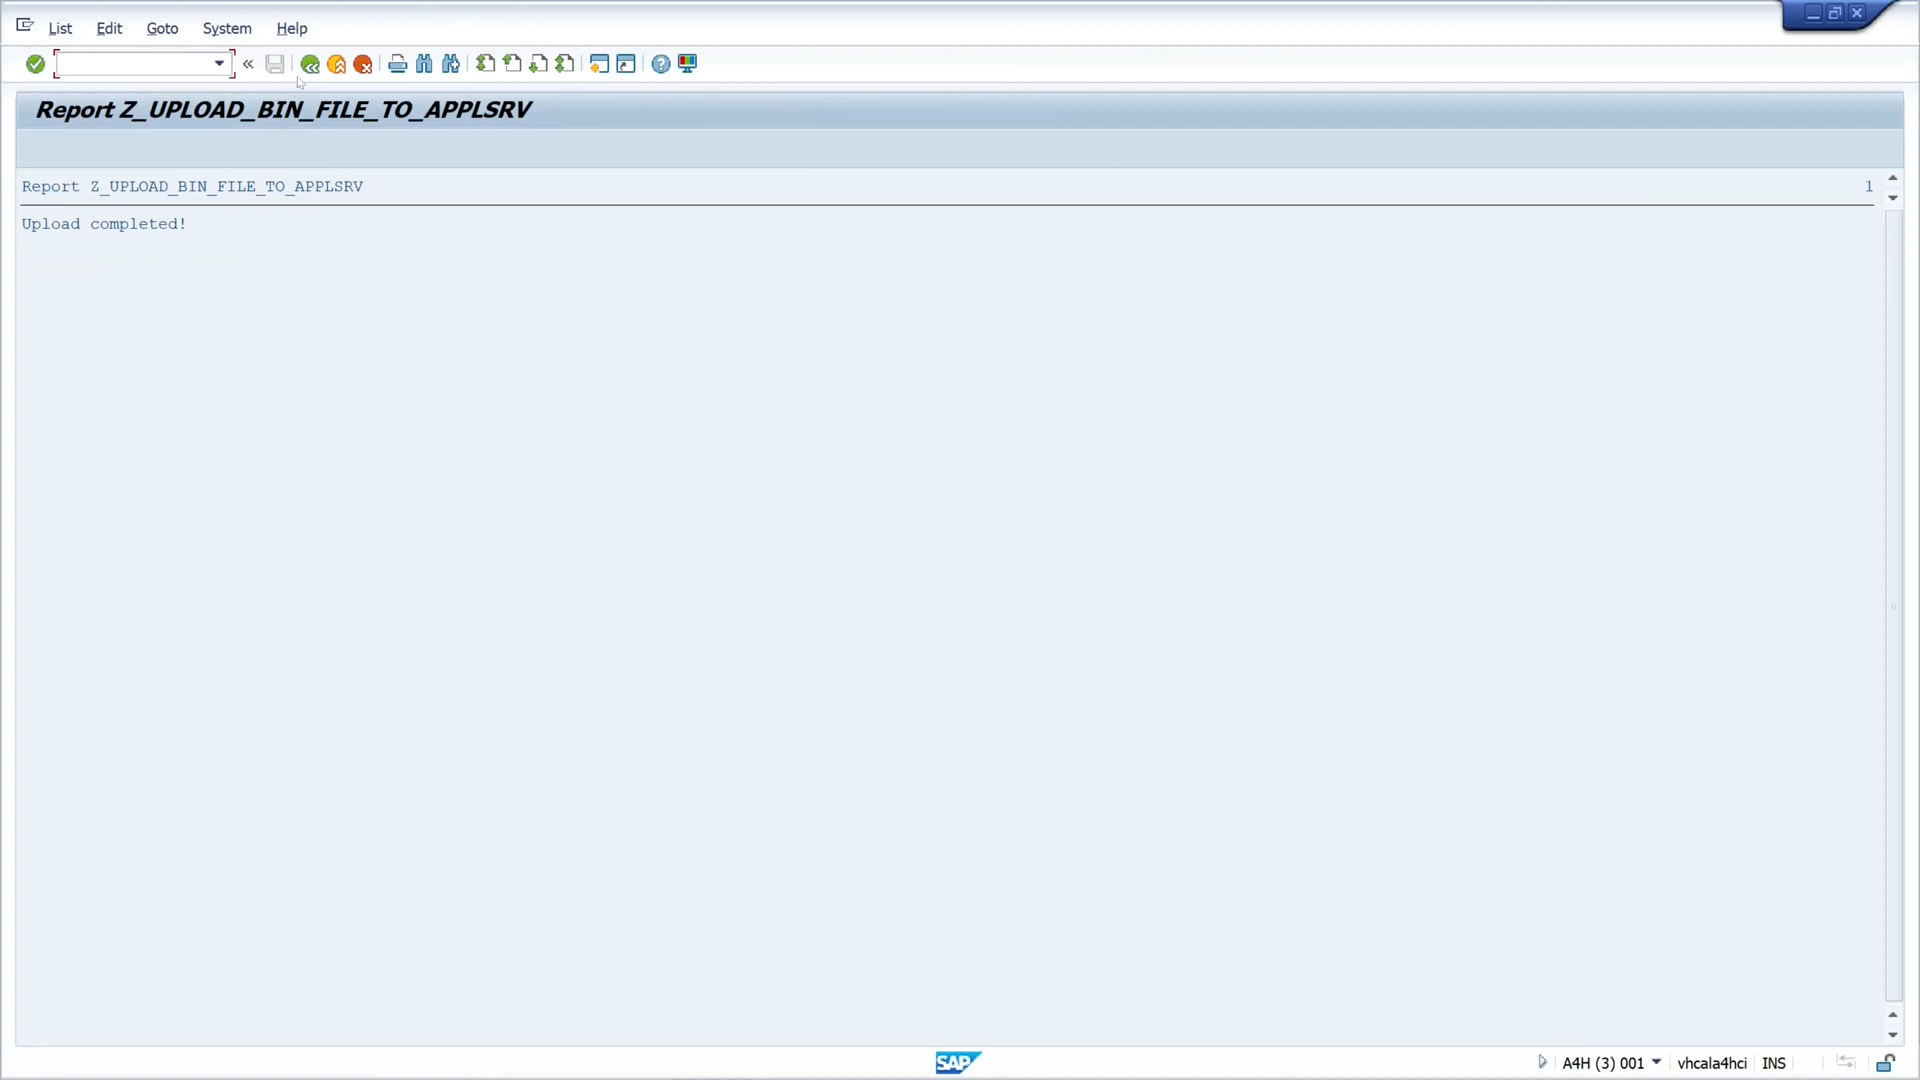 List Edit Goto System Help
Report Z_UPLOAD_BIN_FILE_TO_APPLSRV
Report Z_UPLOAD_BIN_FILE_TO_APPLSRV 1
Upload completed!
SAP A4H (3) 001 vhcala4hci INS